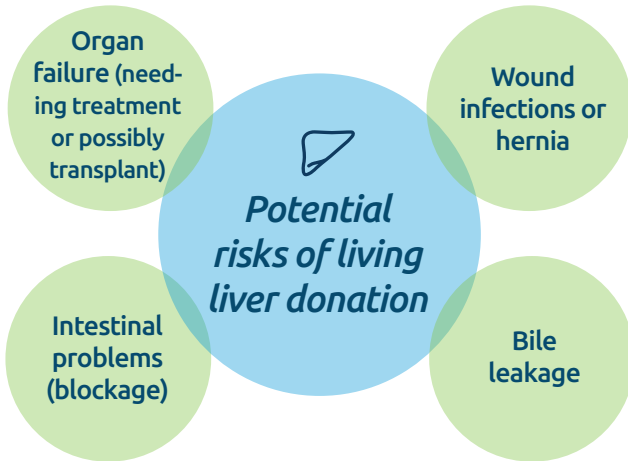 Organ
failure (need-
ing treatment
or possibly
transplant)
Wound
infections or
hernia
Potential
risks of living
liver donation
Intestinal
problems
(blockage)
Bile
leakage